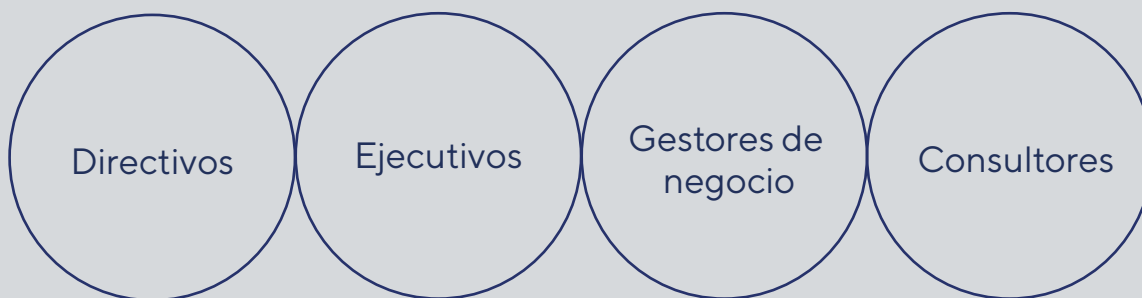 Directivos
Ejecutivos
Gestores de
negocio
Consultores